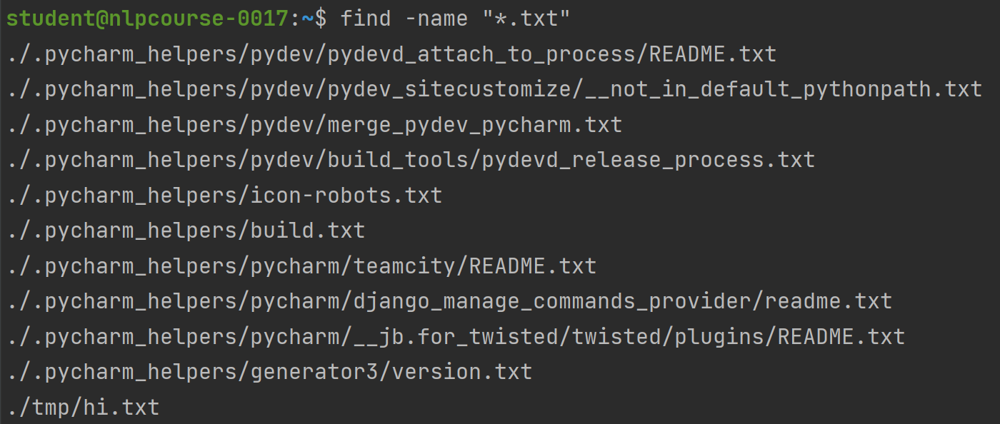 student@nlpcourse-0017:~$ find -name "*.txt"
./.pycharm_helpers/pydev/pydevd_attach_to_process/README.txt
./.pycharm_helpers/pydev/pydev_sitecustomize/__not_in_default_pythonpath.txt
./.pycharm_helpers/pydev/merge_pydev_pycharm.txt
./.pycharm_helpers/pydev/build_tools/pydevd_release_process.txt
./.pycharm_helpers/icon-robots.txt
./.pycharm_helpers/build.txt
./.pycharm_helpers/pycharm/teamcity/README.txt
./.pycharm_helpers/pycharm/django_manage_commands_provider/readme.txt
./.pycharm_helpers/pycharm/__jb.for_twisted/twisted/plugins/README.txt
./.pycharm_helpers/generator3/version.txt
./tmp/hi.txt